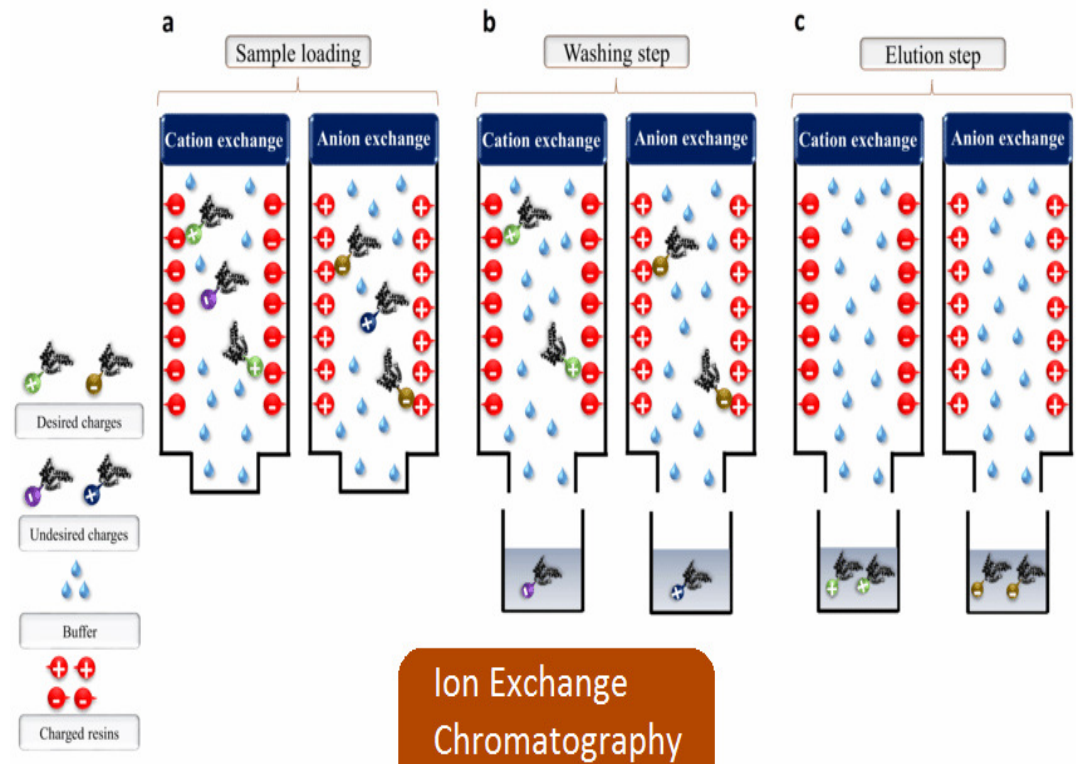 a
b
c
Sample loading
Washing step
Elution step
Cation exchange
Anion exchange
Cation exchange
Anion exchange
Cation exchange
Anion exchange
Desired charges
Undesired charges
Buffer
Charged resins
Ion Exchange
Chromatography